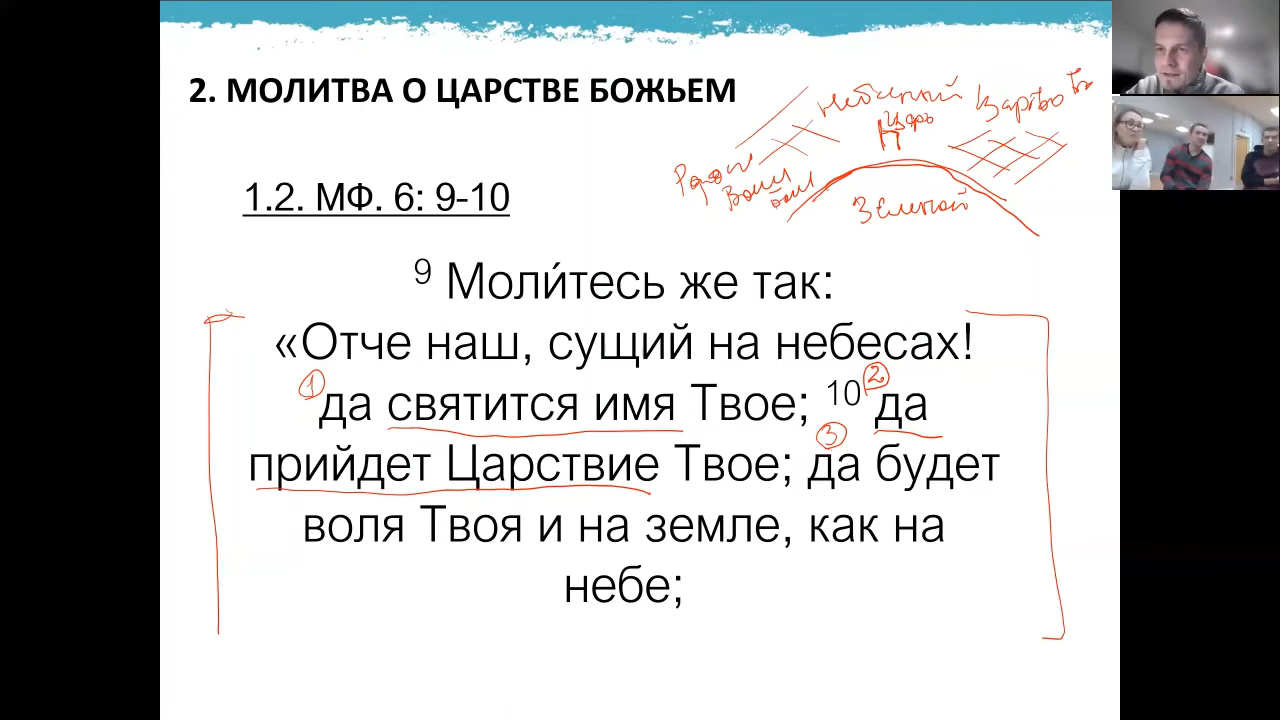 2. МОЛИТВА О ЦАРСТВЕ БОЖЬЕМ
Небесный Царство
Царь
1.2. МФ. 6: 9-10
⁹ Моли́тесь же так:
«Отче наш, сущий на небесах!
1 2
да святится имя Твое; ¹⁰ да
3
прийдет Царствие Твое; да будет
воля Твоя и на земле, как на
небе;